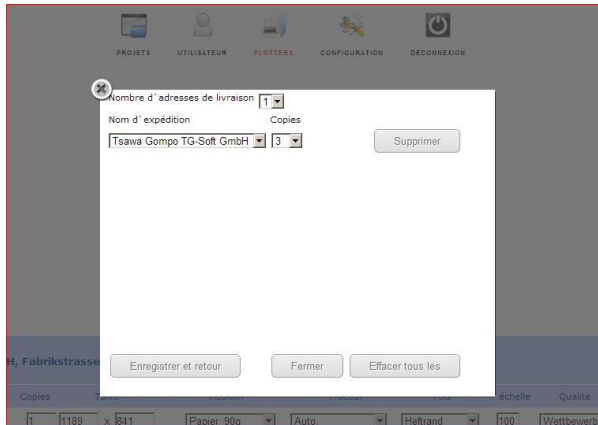 PROJETS UTILISATEUR PLOTTERS CONFIGURATION DÉCONNEXION
Nombre d`adresses de livraison 1
Nom d`expédition Copies
Tsawa Gompo TG-Soft GmbH 3 Supprimer
Enregistrer et retour Fermer Effacer tous les
H, Fabrikstrasse
Copies échelle Qualité
1 1189 x 841 Papier 90g Auto. Heftrand 100 Wettbewerb